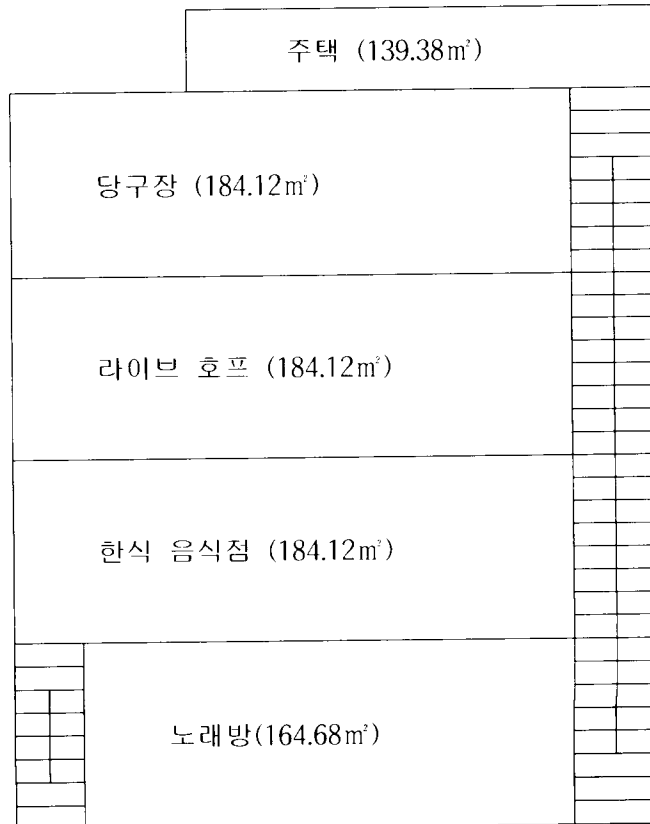 주택 (139.38㎡)
당구장 (184.12㎡)
라이브 호프 (184.12㎡)
한식 음식점 (184.12㎡)
노래방(164.68㎡)